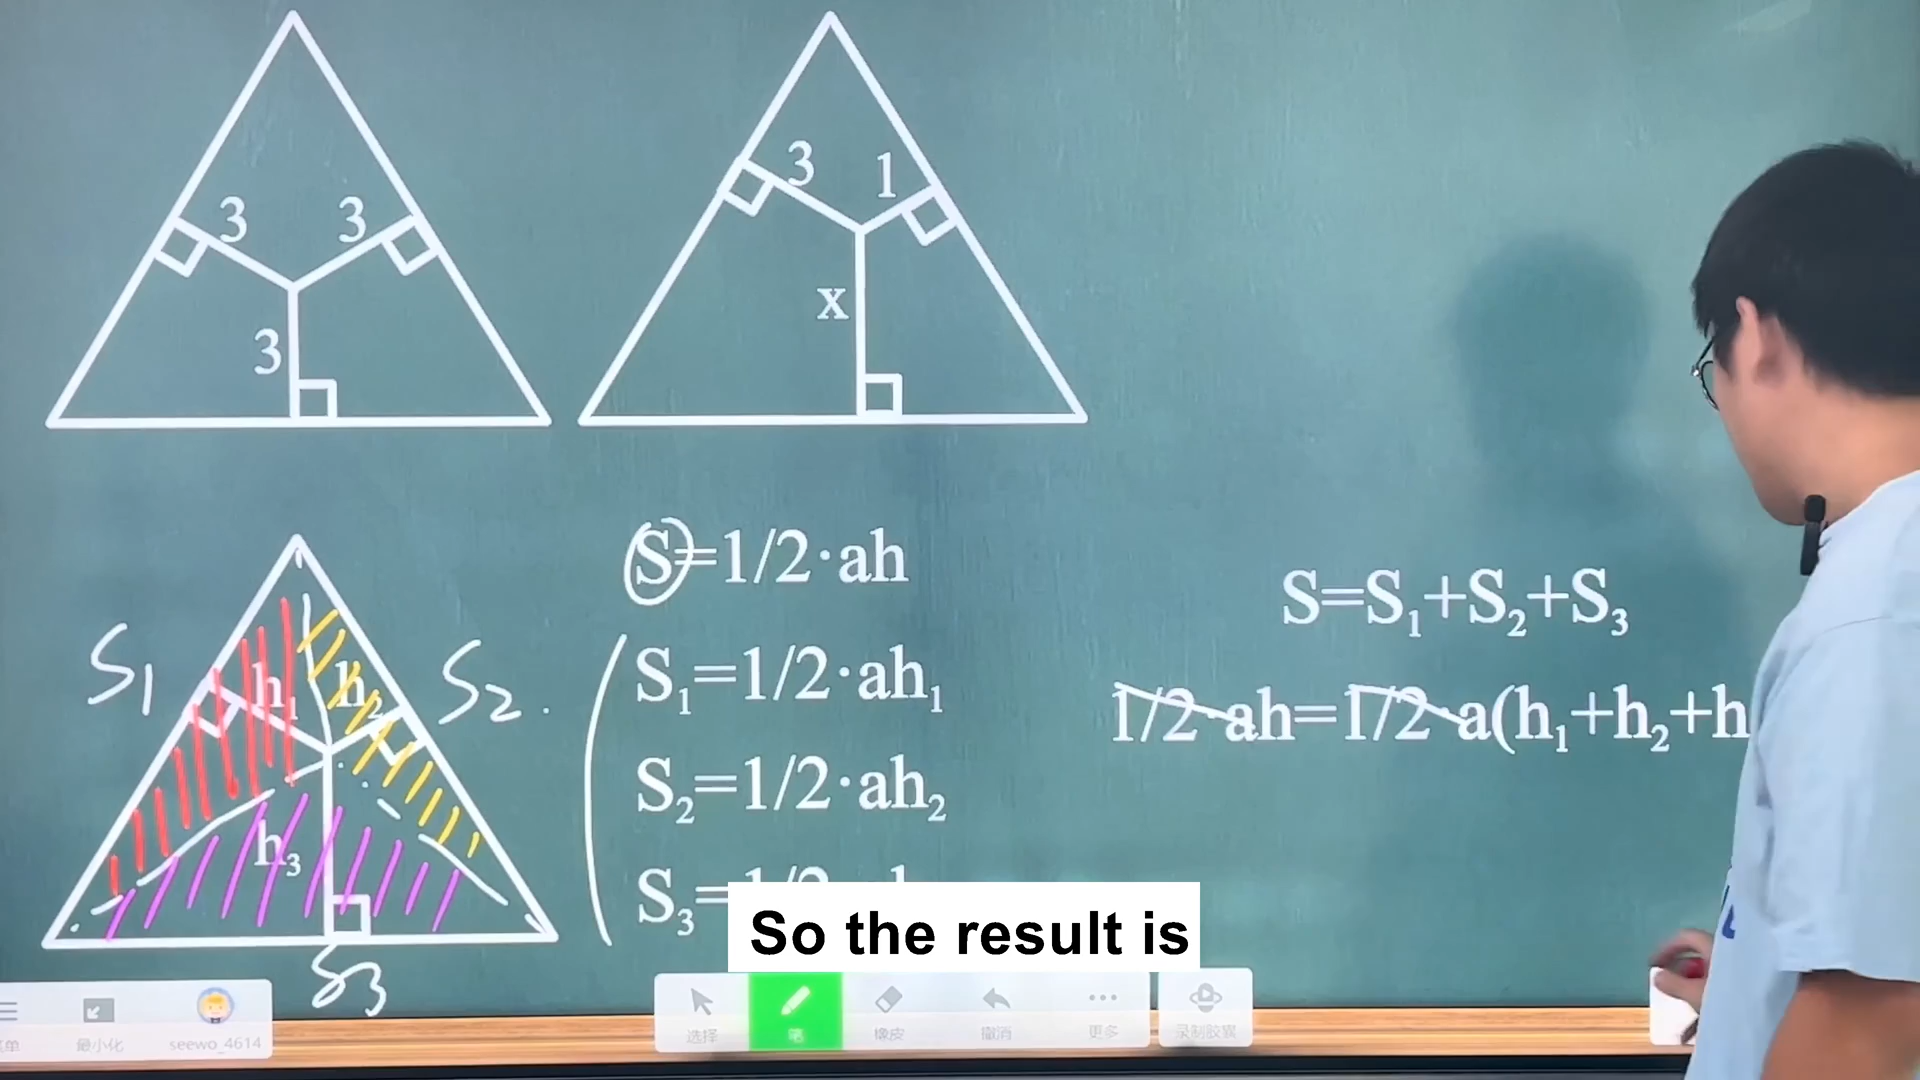 3 3
3
3 1
x
S=1/2·ah
S₁=1/2·ah₁
S₂=1/2·ah₂
S₃=
S=S₁+S₂+S₃
1/2·ah=1/2·a(h₁+h₂+h
S1
S2.
h₁ h₂
h₃
S3
So the result is
最小化
seewo_4614
选择
笔
橡皮
撤消
更多
录制胶囊